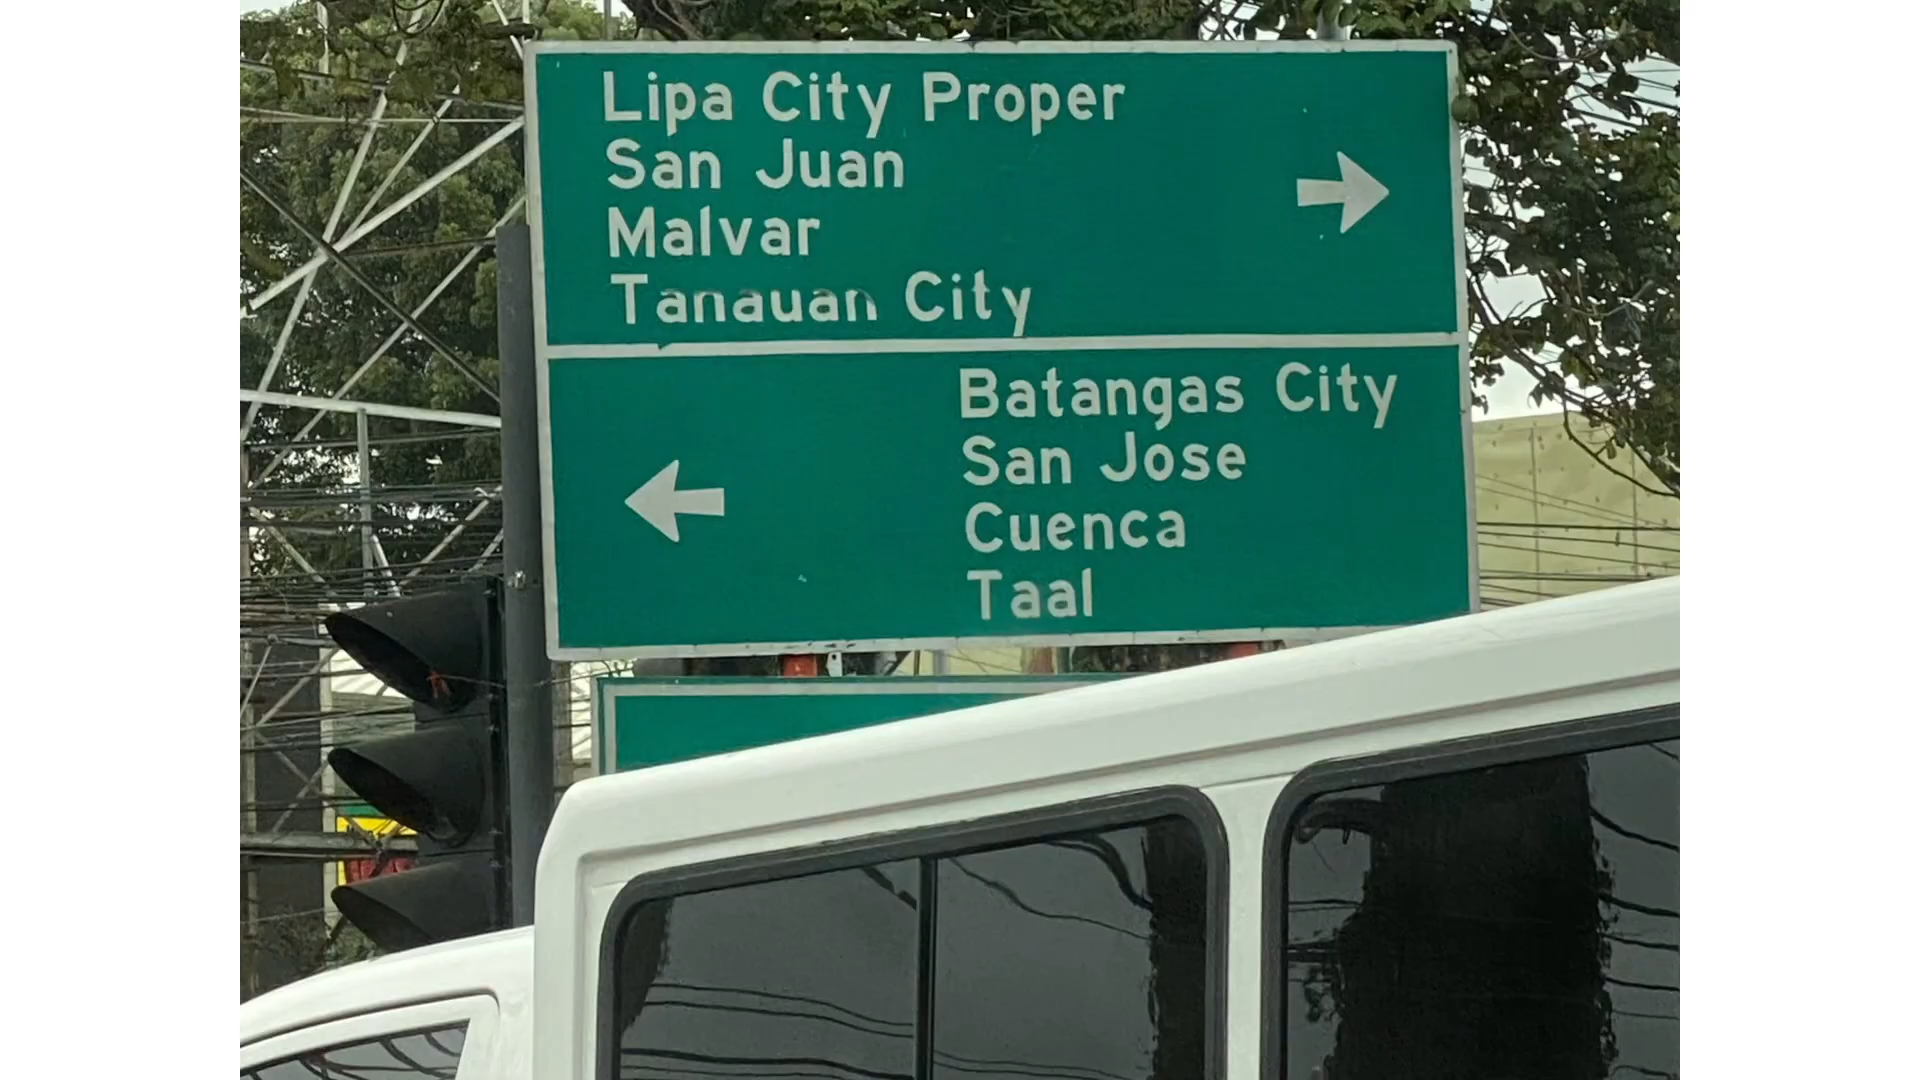 Lipa City Proper
San Juan
Malvar
Tanauan City
Batangas City
San Jose
Cuenca
Taal